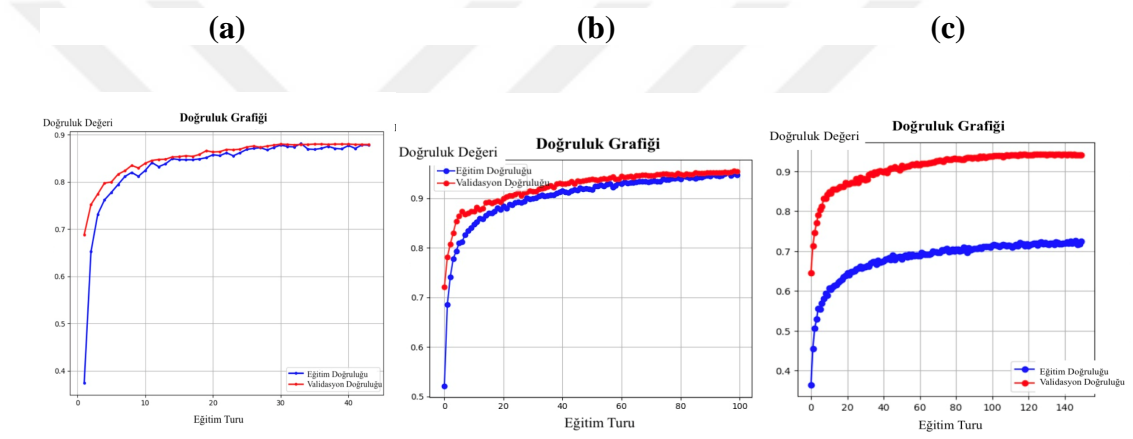 (a)
(b)
(c)
Doğruluk Değeri
Doğruluk Grafiği
0.9
0.8
0.7
0.6
0.5
0.4
0
10
20
30
40
Eğitim Doğruluğu
Validasyon Doğruluğu
Eğitim Turu
Doğruluk Değeri
Doğruluk Grafiği
Eğitim Doğruluğu
Validasyon Doğruluğu
0.9
0.8
0.7
0.6
0.5
0
20
40
60
80
100
Eğitim Turu
Doğruluk Değeri
Doğruluk Grafiği
0.9
0.8
0.7
0.6
0.5
0.4
0
20
40
60
80
100
120
140
Eğitim Doğruluğu
Validasyon Doğruluğu
Eğitim Turu